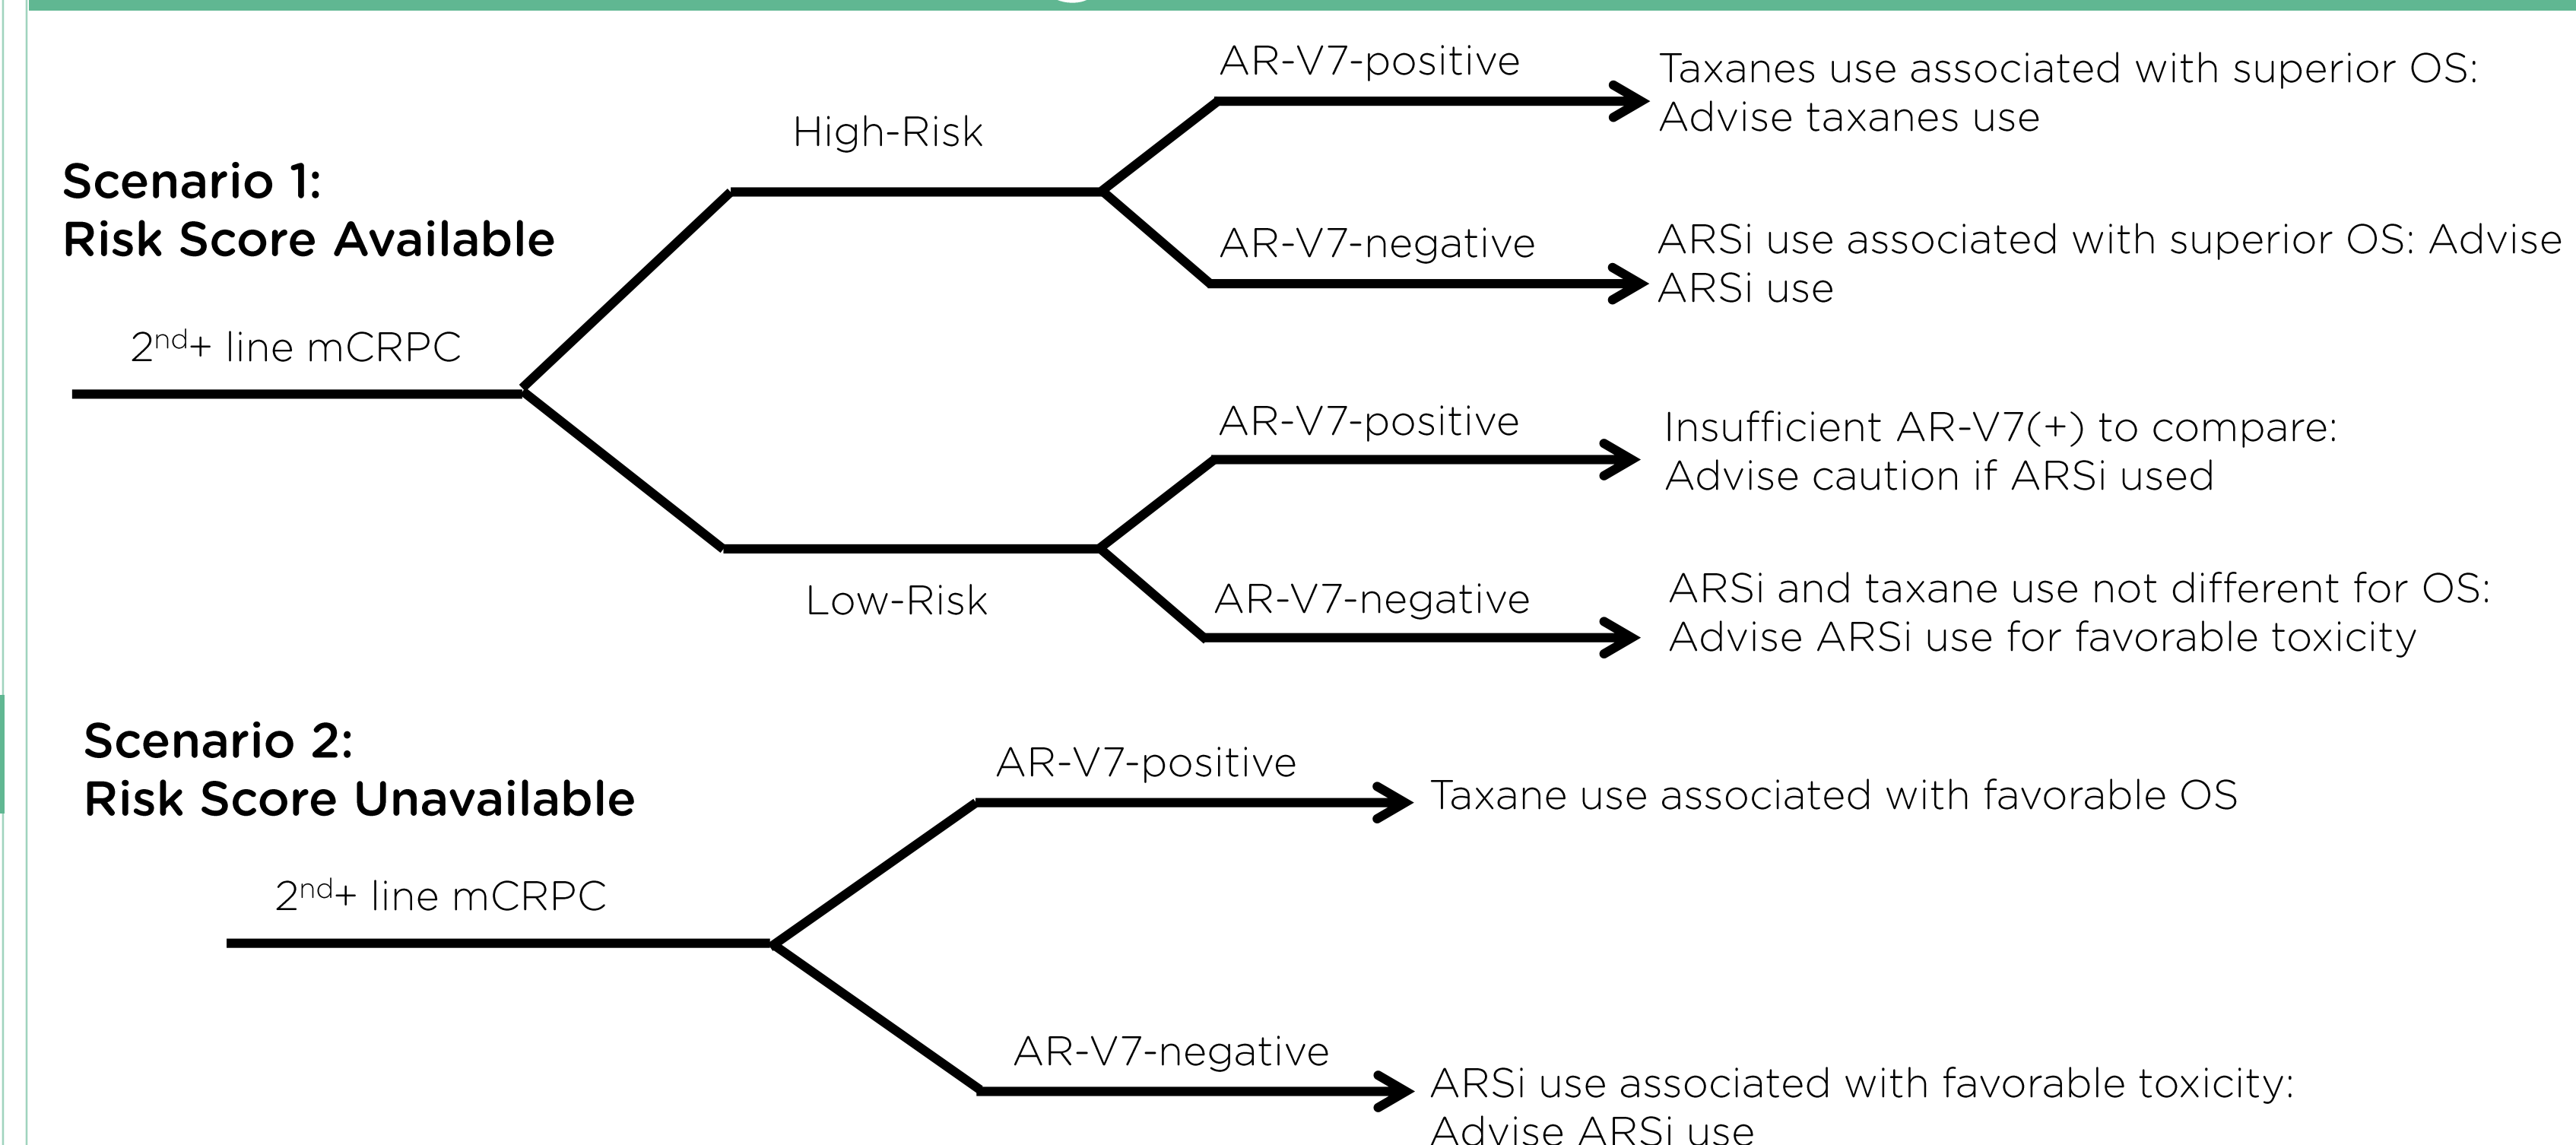 AR-V7-positive
Taxanes use associated with superior OS:
Advise taxanes use
High-Risk
Scenario 1:
Risk Score Available
AR-V7-negative
ARSi use associated with superior OS: Advise
ARSi use
2nd+ line mCRPC
AR-V7-positive
Insufficient AR-V7(+) to compare:
Advise caution if ARSi used
Low-Risk
AR-V7-negative
ARSi and taxane use not different for OS:
Advise ARSi use for favorable toxicity
Scenario 2:
Risk Score Unavailable
AR-V7-positive
Taxane use associated with favorable OS
2nd+ line mCRPC
AR-V7-negative
ARSi use associated with favorable toxicity:
Advise ARSi use